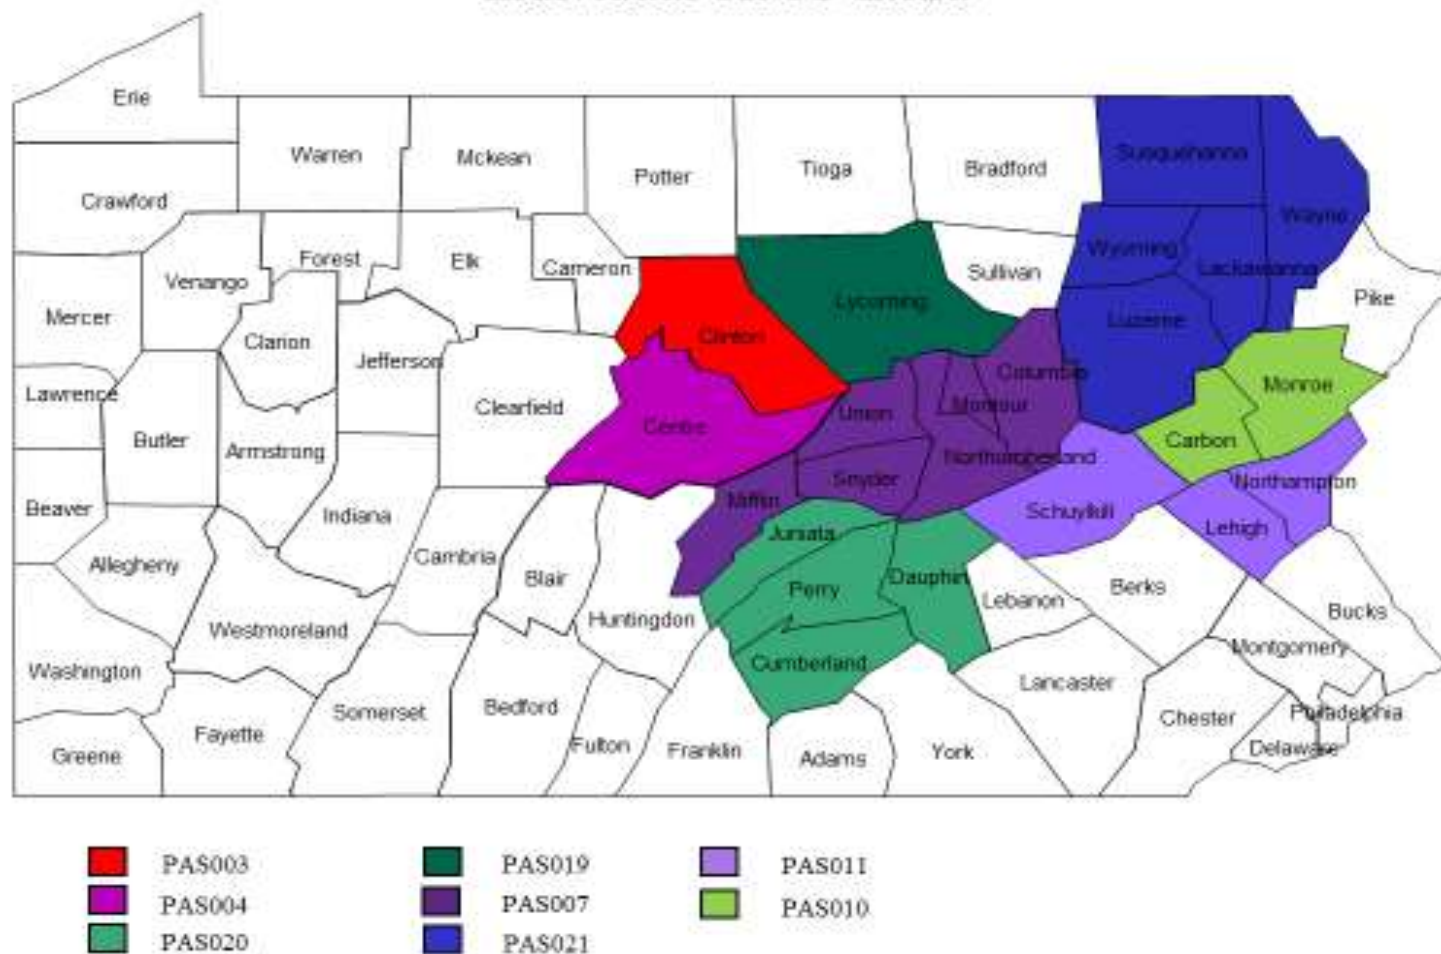 Erie
Warren
Mckean
Potter
Tioga
Bradford
Susquehanna
Crawford
Wayne
Forest
Elk
Cameron
Sullivan
Wyoming
Lackawanna
Venango
Pike
Mercer
Lycoming
Luzerne
Clarion
Clinton
Jefferson
Columbia
Monroe
Lawrence
Clearfield
Union
Montour
Butler
Armstrong
Centre
Carbon
Northumberland
Snyder
Northampton
Beaver
Indiana
Mifflin
Schuylkill
Lehigh
Juniata
Allegheny
Cambria
Blair
Perry
Dauphin
Lebanon
Berks
Huntingdon
Bucks
Westmoreland
Montgomery
Washington
Cumberland
Lancaster
Somerset
Bedford
Chester
Philadelphia
Greene
Fayette
Fulton
Franklin
Adams
York
Delaware
PAS003 PAS019 PAS011
PAS004 PAS007 PAS010
PAS020 PAS021